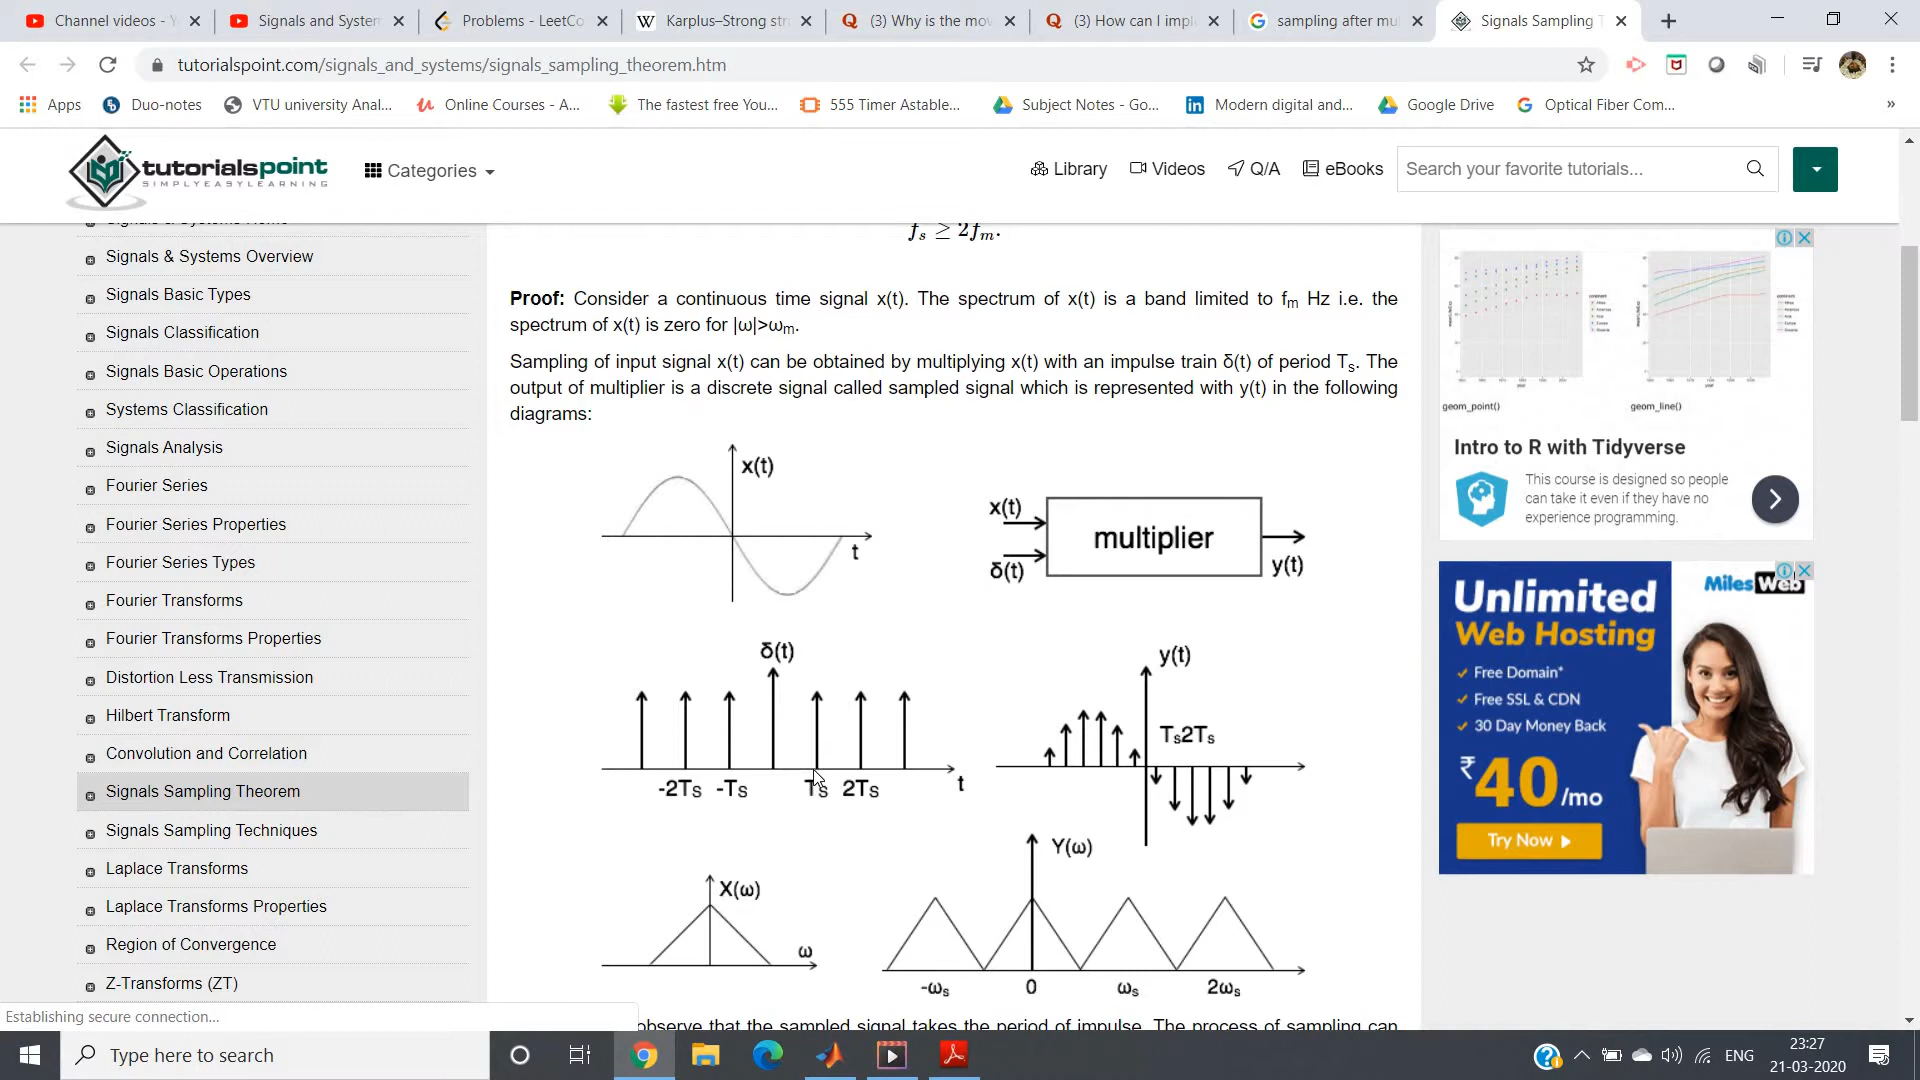 Channel videos - Y
Signals and System
Problems - LeetCo
Karplus–Strong str
(3) Why is the mov
(3) How can I impl
sampling after mu
Signals Sampling T
tutorialspoint.com/signals_and_systems/signals_sampling_theorem.htm
Apps
Duo-notes
VTU university Anal...
Online Courses - A...
The fastest free You...
555 Timer Astable...
Subject Notes - Go...
Modern digital and...
Google Drive
Optical Fiber Com...
»
tutorialspoint
SIMPLYEASYLEARNING
Categories
Library
Videos
Q/A
eBooks
Search your favorite tutorials...
Signals & Systems Home
Signals & Systems Overview
Signals Basic Types
Signals Classification
Signals Basic Operations
Systems Classification
Signals Analysis
Fourier Series
Fourier Series Properties
Fourier Series Types
Fourier Transforms
Fourier Transforms Properties
Distortion Less Transmission
Hilbert Transform
Convolution and Correlation
Signals Sampling Theorem
Signals Sampling Techniques
Laplace Transforms
Laplace Transforms Properties
Region of Convergence
Z-Transforms (ZT)
fs ≥ 2fm.
Proof: Consider a continuous time signal x(t). The spectrum of x(t) is a band limited to fm Hz i.e. the
spectrum of x(t) is zero for |ω|>ωm.
Sampling of input signal x(t) can be obtained by multiplying x(t) with an impulse train δ(t) of period Ts. The
output of multiplier is a discrete signal called sampled signal which is represented with y(t) in the following
diagrams:
x(t)
t
x(t)
δ(t)
multiplier
y(t)
δ(t)
-2Ts -Ts Ts 2Ts t
y(t)
Ts2Ts
X(ω)
ω
Y(ω)
-ωs 0 ωs 2ωs
observe that the sampled signal takes the period of impulse. The process of sampling can
geom_point()
geom_line()
Intro to R with Tidyverse
This course is designed so people
can take it even if they have no
experience programming.
MilesWeb
Unlimited
Web Hosting
Free Domain*
Free SSL & CDN
30 Day Money Back
₹40/mo
Try Now
Establishing secure connection...
Type here to search
ENG
23:27
21-03-2020